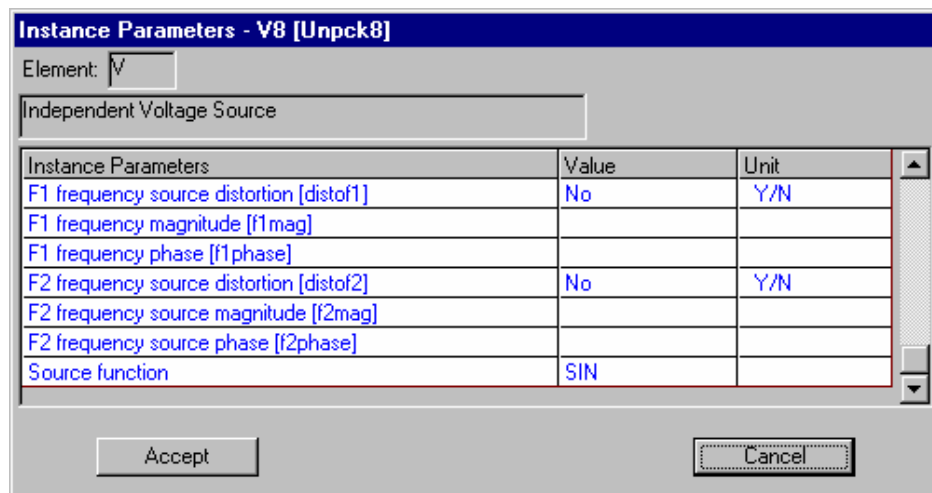 Instance Parameters - V8 [Unpck8]
Element: V
Independent Voltage Source
Instance Parameters Value Unit
F1 frequency source distortion [distof1] No Y/N
F1 frequency magnitude [f1mag]
F1 frequency phase [f1phase]
F2 frequency source distortion [distof2] No Y/N
F2 frequency source magnitude [f2mag]
F2 frequency source phase [f2phase]
Source function SIN
Accept Cancel